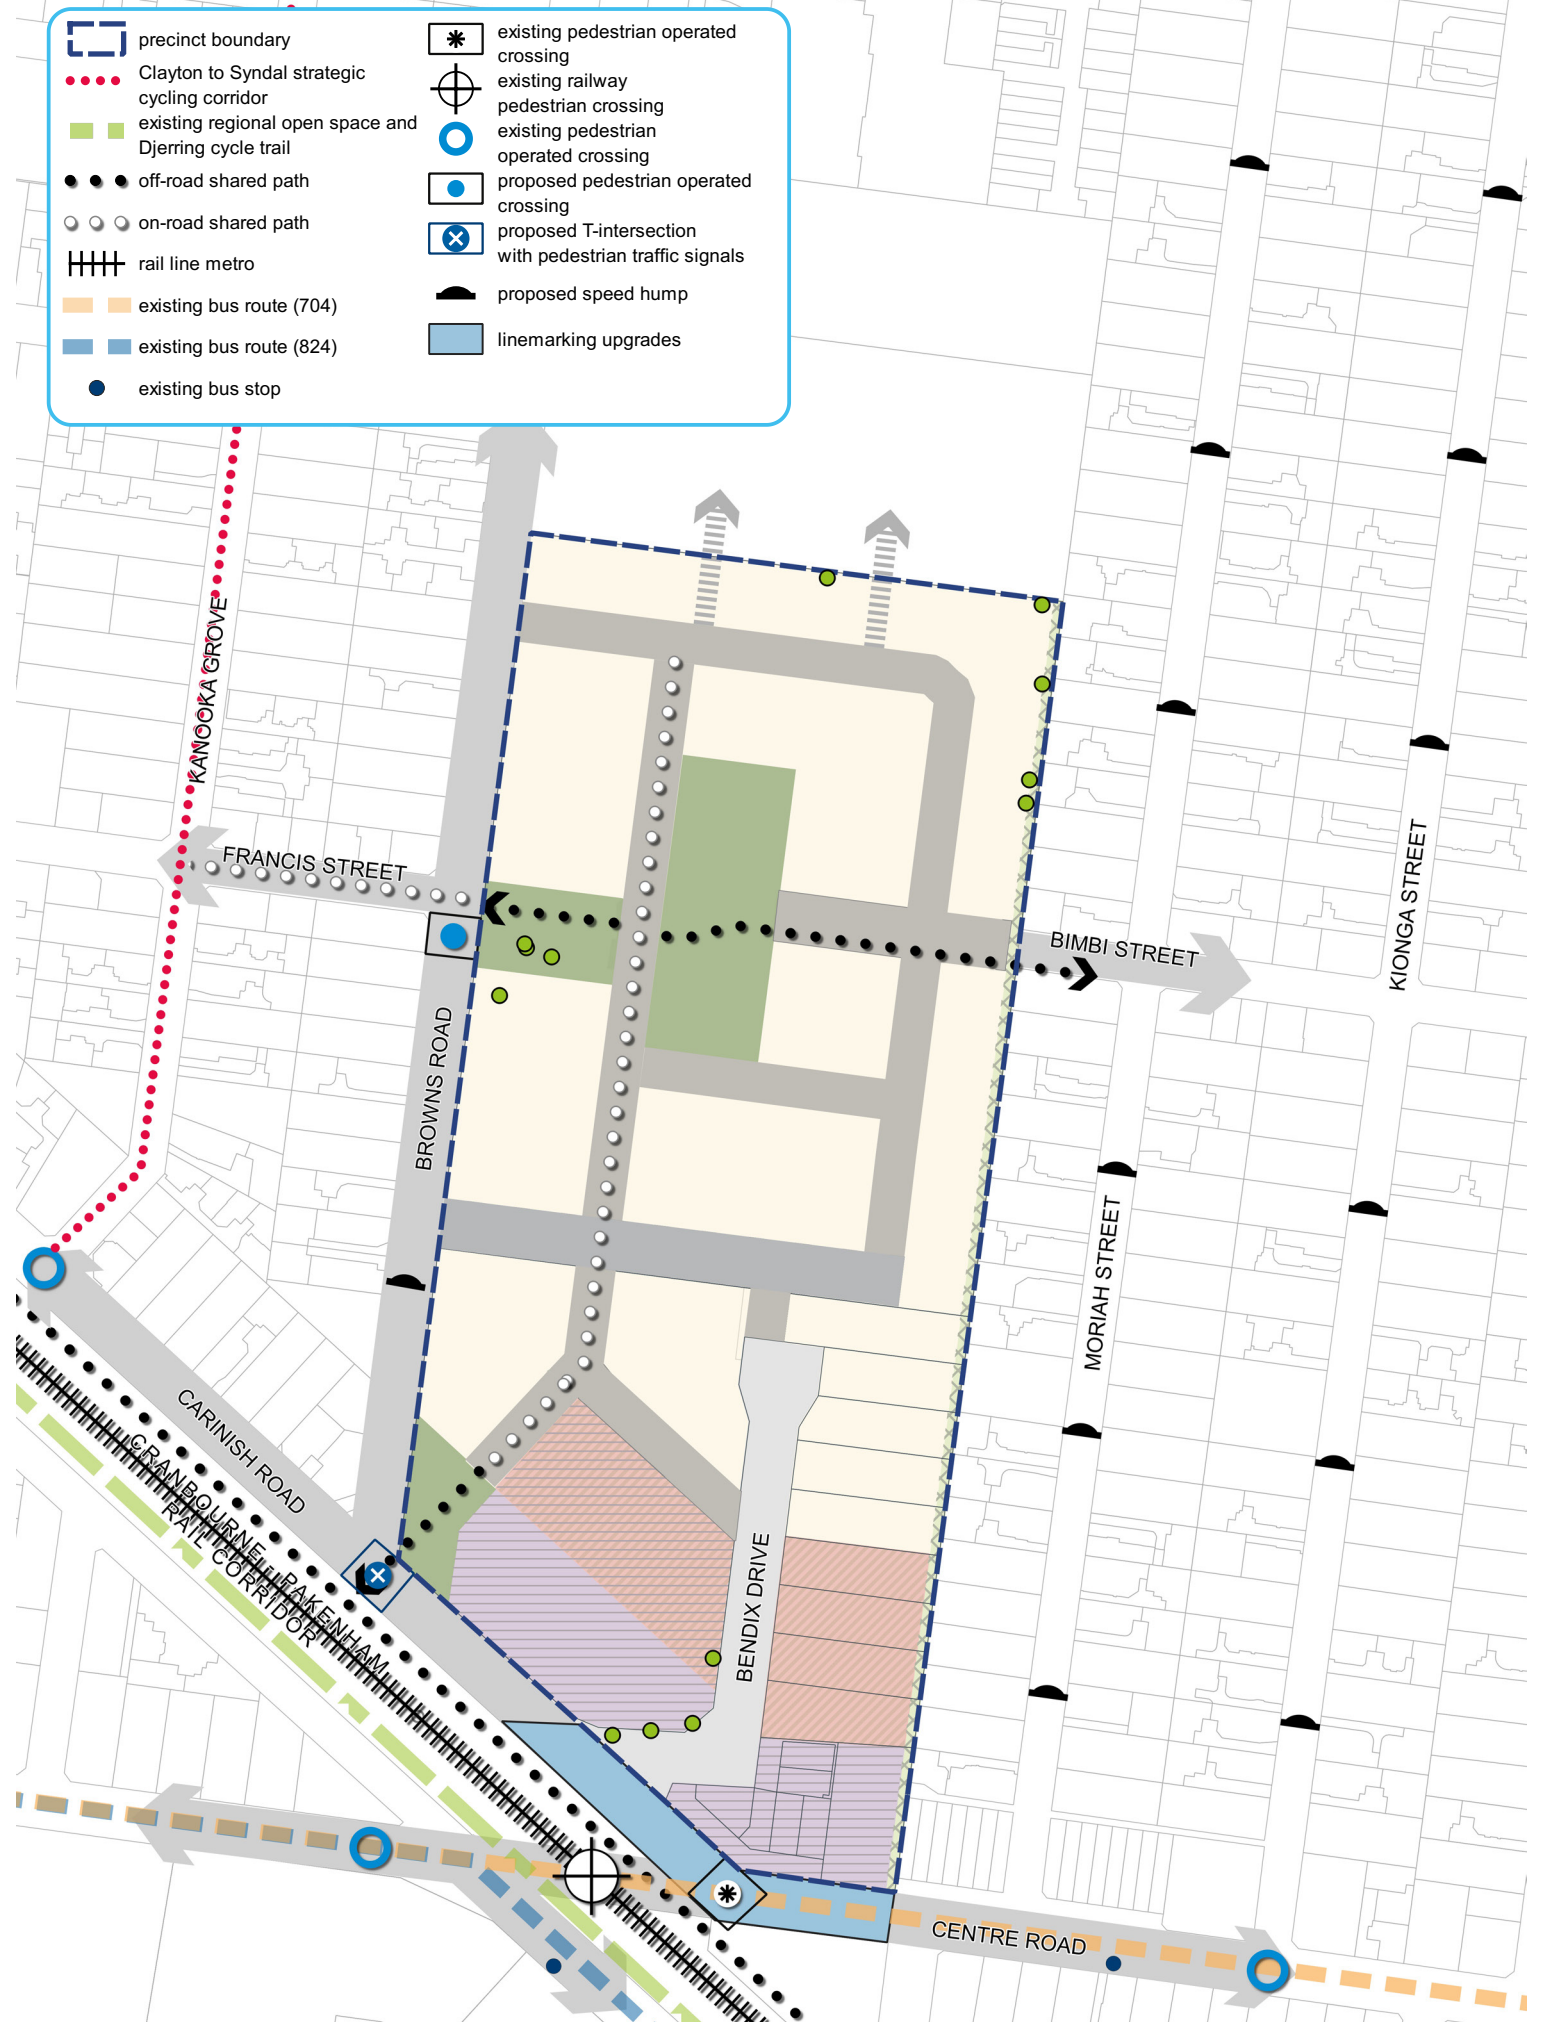 precinct boundary
Clayton to Syndal strategic
cycling corridor
existing regional open space and
Djerring cycle trail
off-road shared path
on-road shared path
rail line metro
existing bus route (704)
existing bus route (824)
existing bus stop
existing pedestrian operated
crossing
existing railway
pedestrian crossing
existing pedestrian
operated crossing
proposed pedestrian operated
crossing
proposed T-intersection
with pedestrian traffic signals
proposed speed hump
linemarking upgrades
KANOOKA GROVE
FRANCIS STREET
BROWNS ROAD
BIMBI STREET
KIONGA STREET
MORIAH STREET
CARINISH ROAD
CRANBOURNE - PAKENHAM
RAIL CORRIDOR
BENDIX DRIVE
CENTRE ROAD